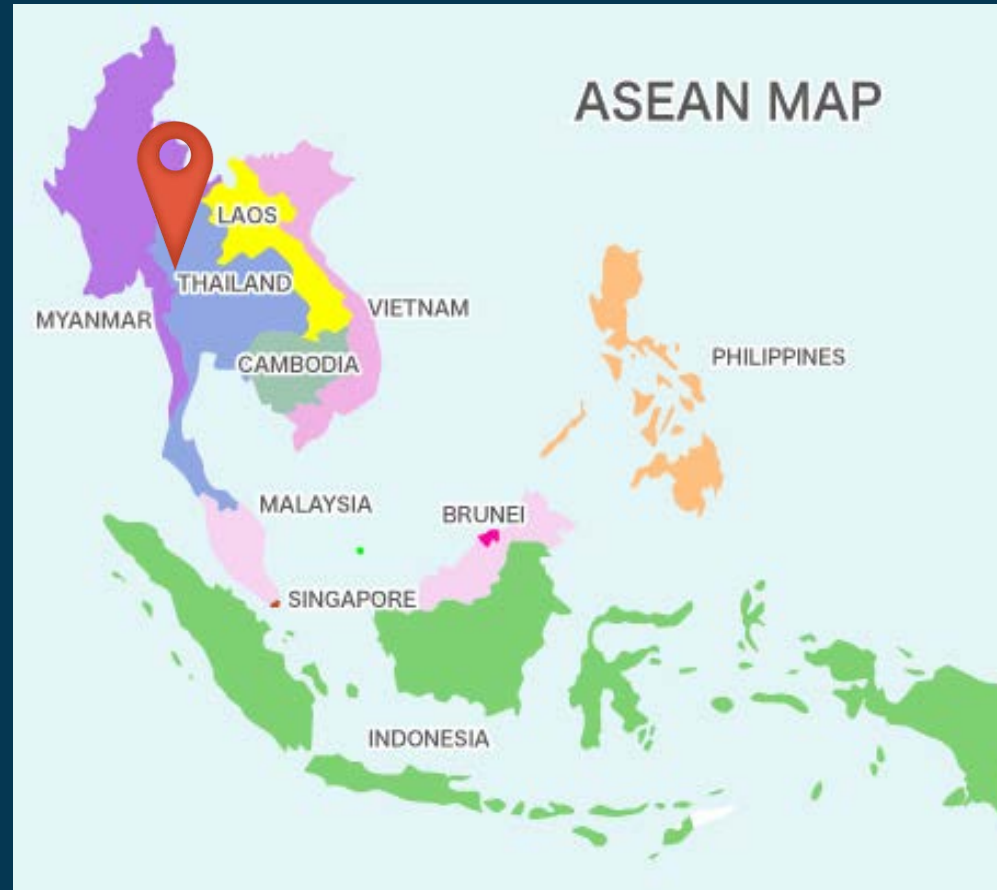 ASEAN MAP
LAOS
THAILAND
MYANMAR
VIETNAM
CAMBODIA
PHILIPPINES
MALAYSIA
BRUNEI
SINGAPORE
INDONESIA